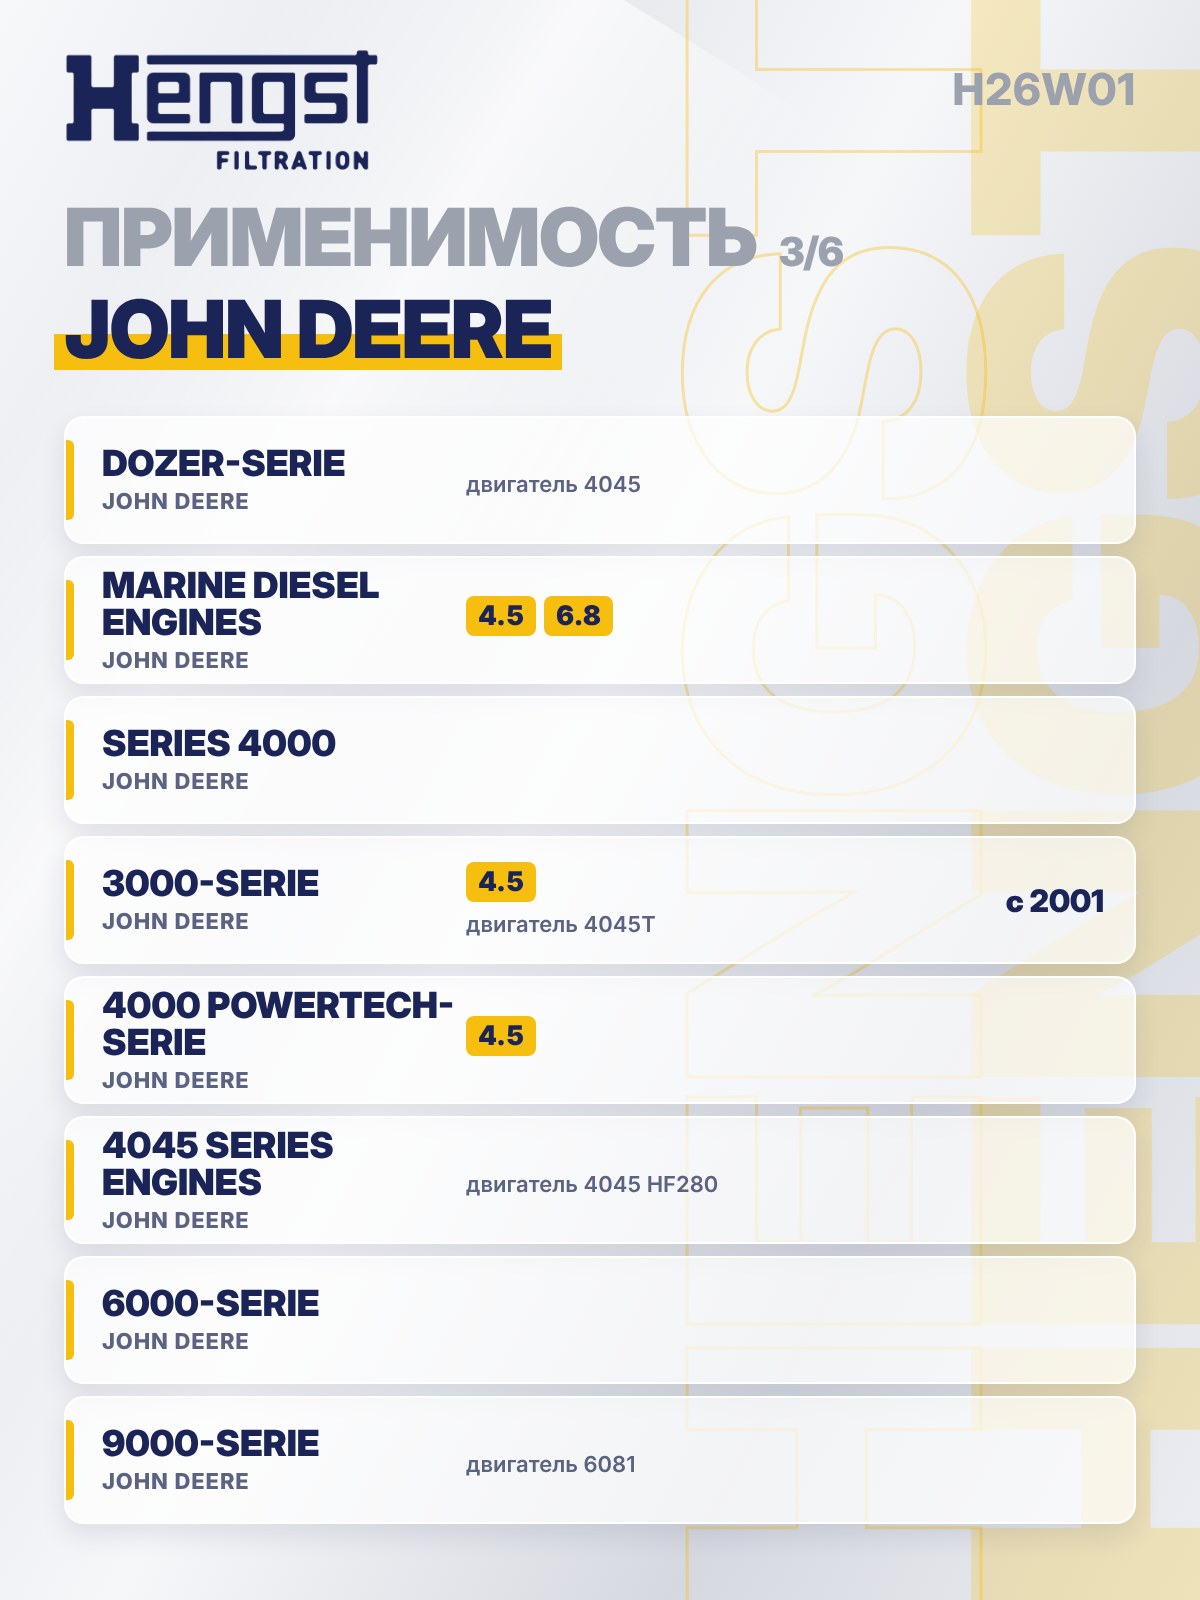 Hengst
FILTRATION
H26W01
ПРИМЕНИМОСТЬ 3/6
JOHN DEERE
DOZER-SERIE
JOHN DEERE
двигатель 4045
MARINE DIESEL
ENGINES
JOHN DEERE
4.5 6.8
SERIES 4000
JOHN DEERE
3000-SERIE
JOHN DEERE
4.5
двигатель 4045T
с 2001
4000 POWERTECH-
SERIE
JOHN DEERE
4.5
4045 SERIES
ENGINES
JOHN DEERE
двигатель 4045 HF280
6000-SERIE
JOHN DEERE
9000-SERIE
JOHN DEERE
двигатель 6081
HENGST
HENGST